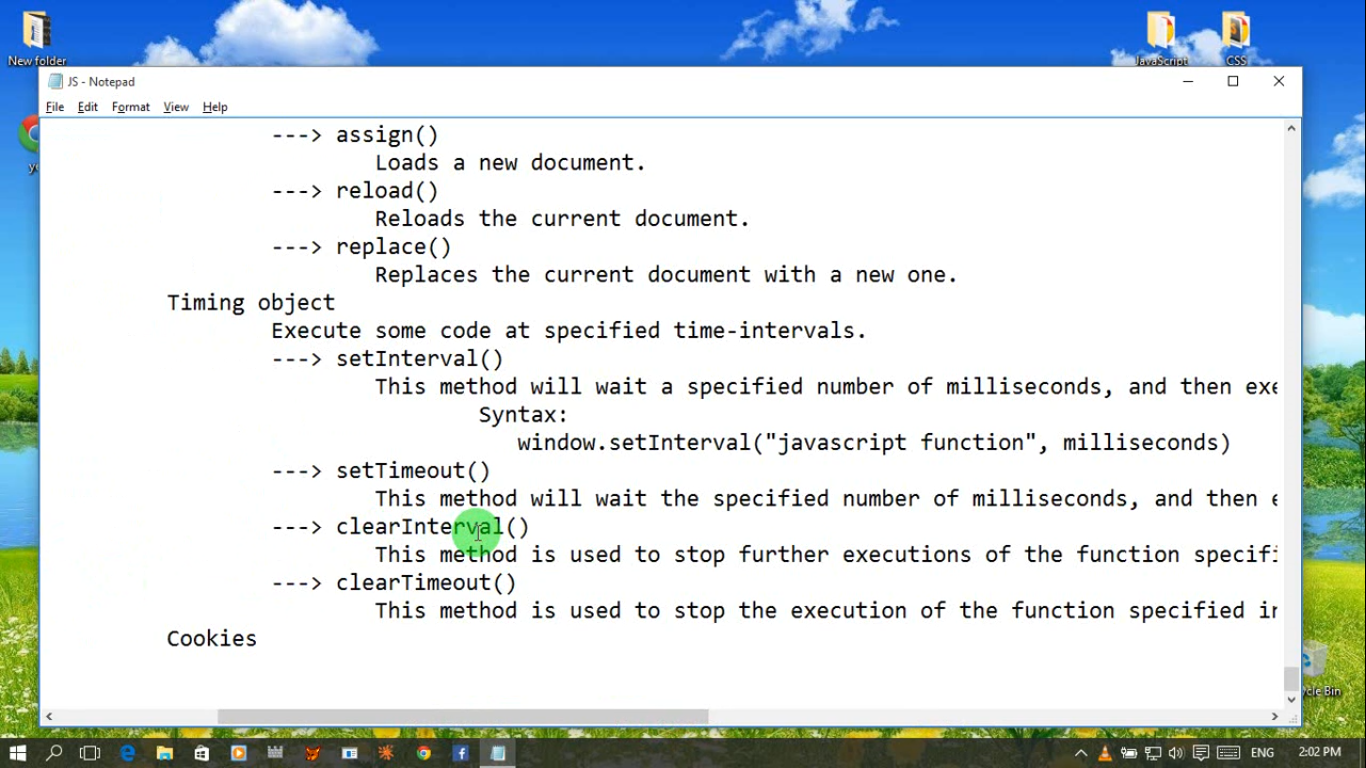 New folder
JavaScript
CSS
JS - Notepad
File Edit Format View Help
---> assign()
Loads a new document.
---> reload()
Reloads the current document.
---> replace()
Replaces the current document with a new one.
Timing object
Execute some code at specified time-intervals.
---> setInterval()
This method will wait a specified number of milliseconds, and then exe
Syntax:
window.setInterval("javascript function", milliseconds)
---> setTimeout()
This method will wait the specified number of milliseconds, and then e
---> clearInterval()
This method is used to stop further executions of the function specifi
---> clearTimeout()
This method is used to stop the execution of the function specified in
Cookies
ycle Bin
ENG 2:02 PM